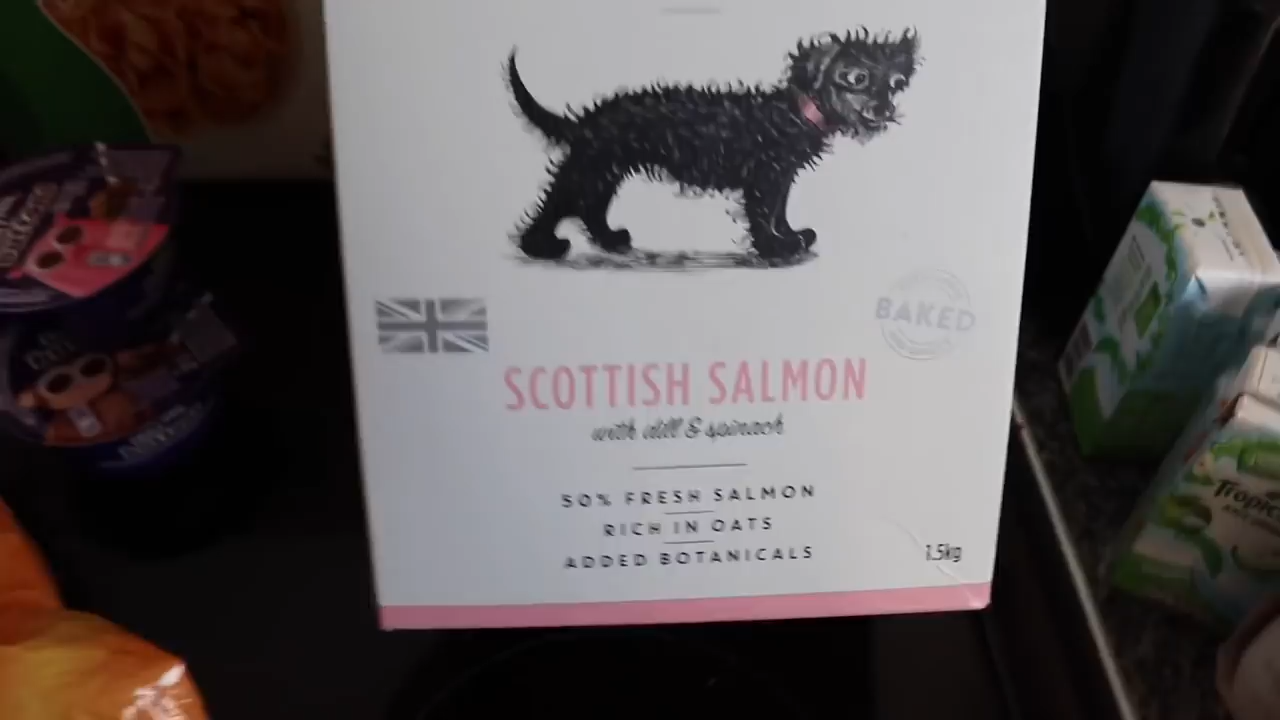 BAKED
SCOTTISH SALMON
with dill & spinach
50% FRESH SALMON
RICH IN OATS
ADDED BOTANICALS
1.5kg